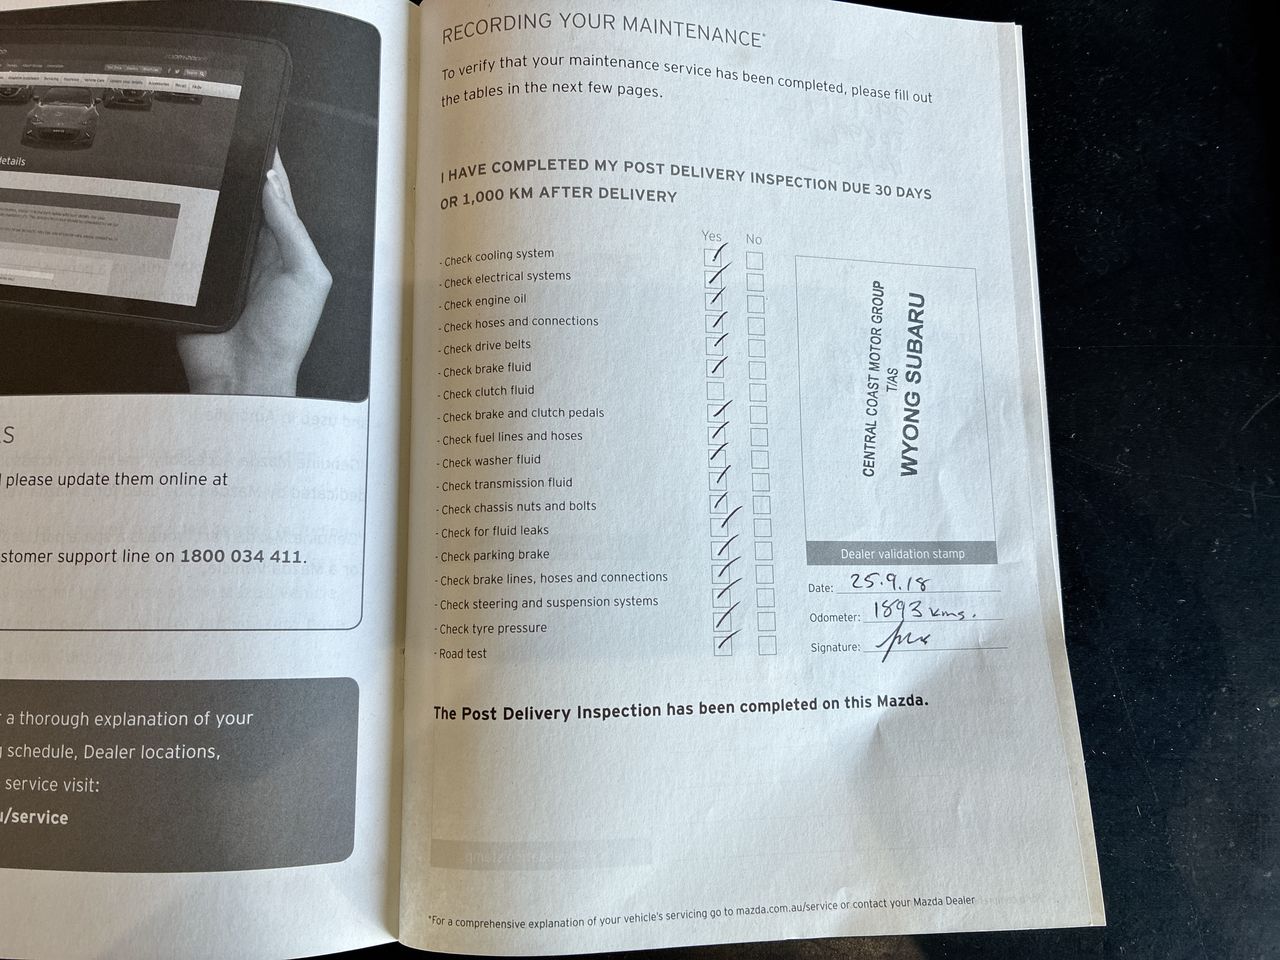 etails
S
please update them online at
stomer support line on 1800 034 411.
a thorough explanation of your
schedule, Dealer locations,
service visit:
/service
RECORDING YOUR MAINTENANCE*
To verify that your maintenance service has been completed, please fill out
the tables in the next few pages.
I HAVE COMPLETED MY POST DELIVERY INSPECTION DUE 30 DAYS
OR 1,000 KM AFTER DELIVERY
Yes No
- Check cooling system
- Check electrical systems
- Check engine oil
- Check hoses and connections
- Check drive belts
- Check brake fluid
- Check clutch fluid
- Check brake and clutch pedals
- Check fuel lines and hoses
- Check washer fluid
- Check transmission fluid
- Check chassis nuts and bolts
- Check for fluid leaks
- Check parking brake
- Check brake lines, hoses and connections
- Check steering and suspension systems
- Check tyre pressure
- Road test
CENTRAL COAST MOTOR GROUP
T/AS
WYONG SUBARU
Dealer validation stamp
Date: 25.9.18
Odometer: 1893 kms.
Signature:
The Post Delivery Inspection has been completed on this Mazda.
*For a comprehensive explanation of your vehicle's servicing go to mazda.com.au/service or contact your Mazda Dealer